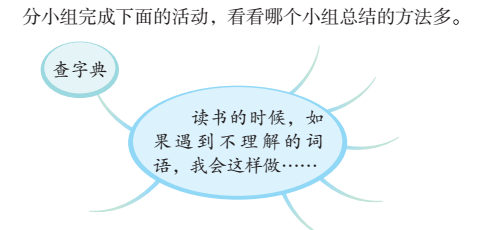 分小组完成下面的活动，看看哪个小组总结的方法多。
查字典
读书的时候，如
果遇到不理解的词
语，我会这样做……